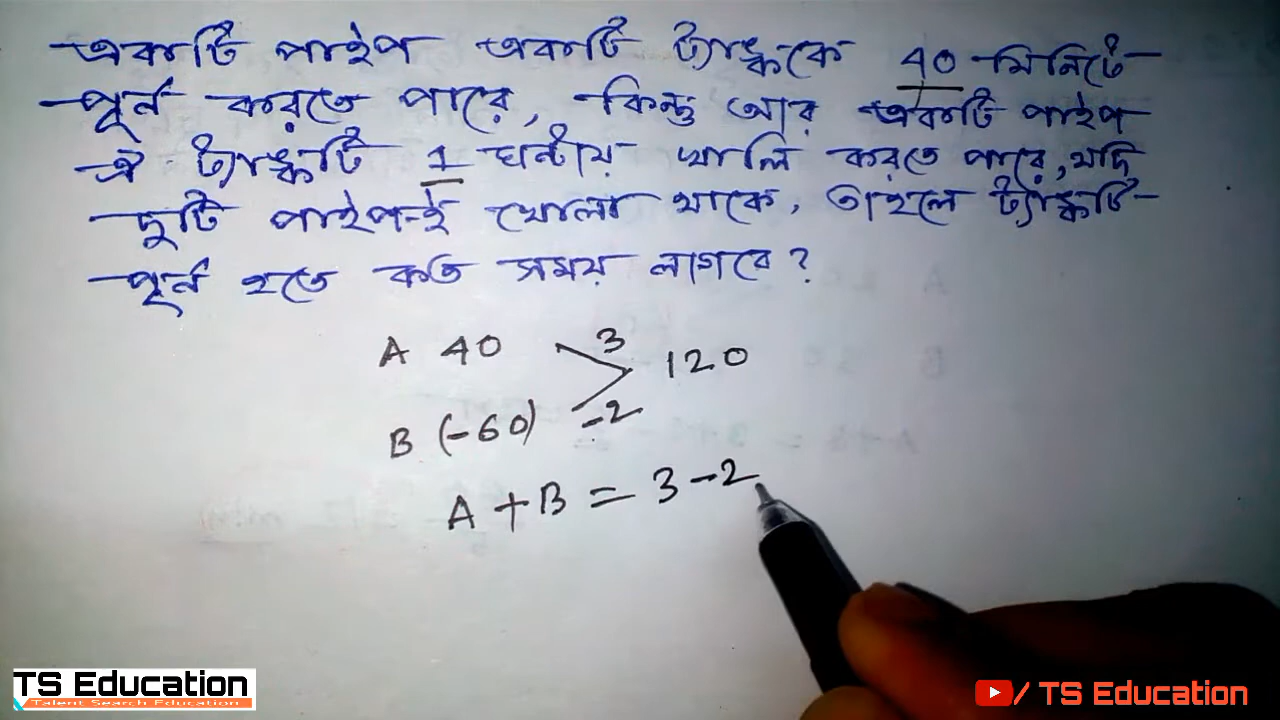 একটি পাইপ একটি ট্যাঙ্ককে 40 মিনিটে
পূর্ন করতে পারে, কিন্তু আর একটি পাইপ
ঐ ট্যাঙ্কটি 1 ঘন্টায় খালি করতে পারে, যদি
দুটি পাইপ-ই খোলা থাকে, তাহলে ট্যাঙ্কটি
পূর্ন হতে কত সময় লাগবে?
A 40 3 120
B (-60) -2
A + B = 3 - 2
TS Education
Talent Search Education
/ TS Education